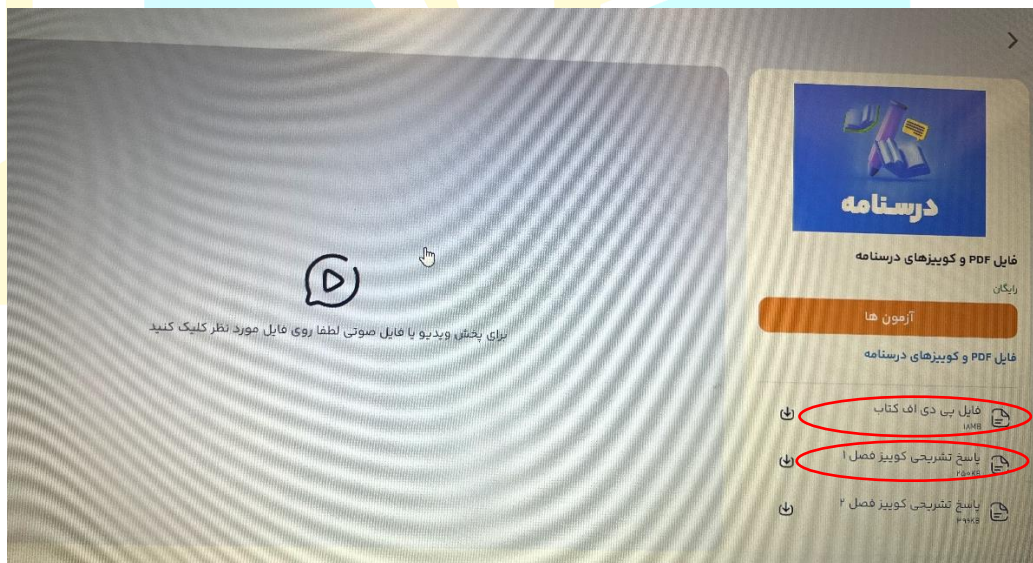 درسنامه
فایل PDF و کوییزهای درسنامه
رایگان
آزمون ها
فایل PDF و کوییزهای درسنامه
فایل پی دی اف کتاب
۱۸MB
پاسخ تشریحی کوییز فصل ۱
۲۵۰KB
پاسخ تشریحی کوییز فصل ۲
برای پخش ویدیو یا فایل صوتی لطفا روی فایل مورد نظر کلیک کنید